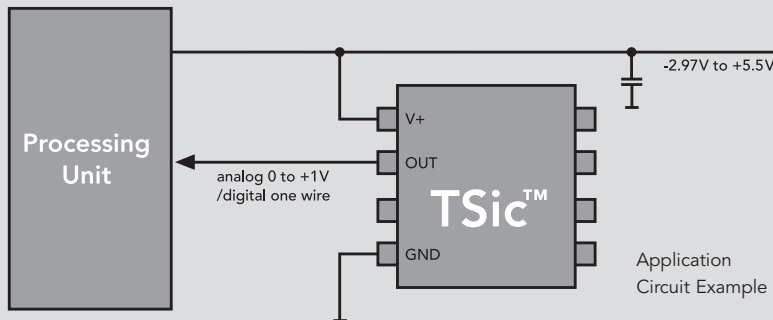 -2.97V to +5.5V
V+
Processing
Unit
OUT
analog 0 to +1V
/digital one wire
TSic™
GND
Application
Circuit Example